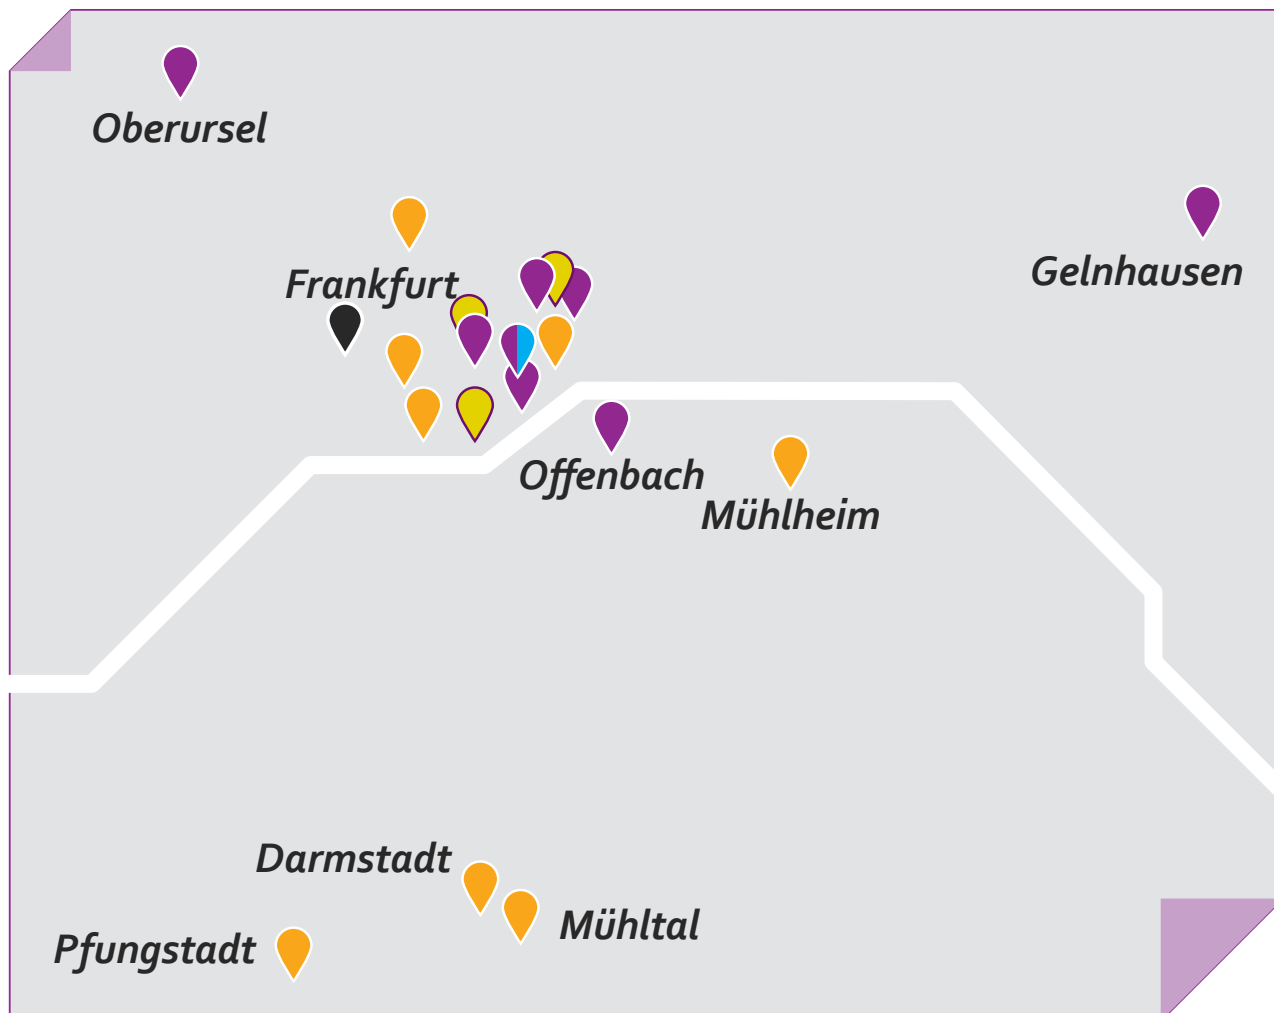 Oberursel
Gelnhausen
Frankfurt
Offenbach
Mühlheim
Darmstadt
Mühltal
Pfungstadt